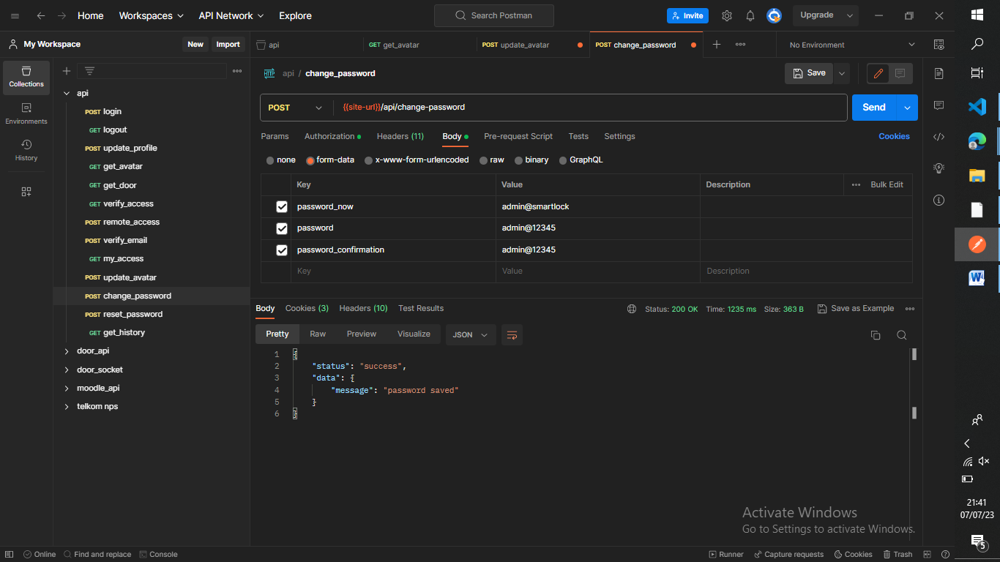 Home Workspaces API Network Explore Search Postman Invite Upgrade
My Workspace New Import
api GET get_avatar POST update_avatar POST change_password No Environment
Collections
Environments
History
api
POST login
GET logout
POST update_profile
GET get_avatar
GET get_door
GET verify_access
POST remote_access
POST verify_email
GET my_access
POST update_avatar
POST change_password
POST reset_password
GET get_history
door_api
door_socket
moodle_api
telkom nps
HTTP api / change_password Save
POST {{site-url}}/api/change-password Send
Params Authorization Headers (11) Body Pre-request Script Tests Settings Cookies
none form-data x-www-form-urlencoded raw binary GraphQL
Key Value Description Bulk Edit
password_now admin@smartlock
password admin@12345
password_confirmation admin@12345
Key Value Description
Body Cookies (3) Headers (10) Test Results Status: 200 OK Time: 1235 ms Size: 363 B Save as Example
Pretty Raw Preview Visualize JSON
1 {
2 "status": "success",
3 "data": {
4 "message": "password saved"
5 }
6 }
Activate Windows
Go to Settings to activate Windows.
Online Find and replace Console Runner Capture requests Cookies Trash
21:41
07/07/23
5